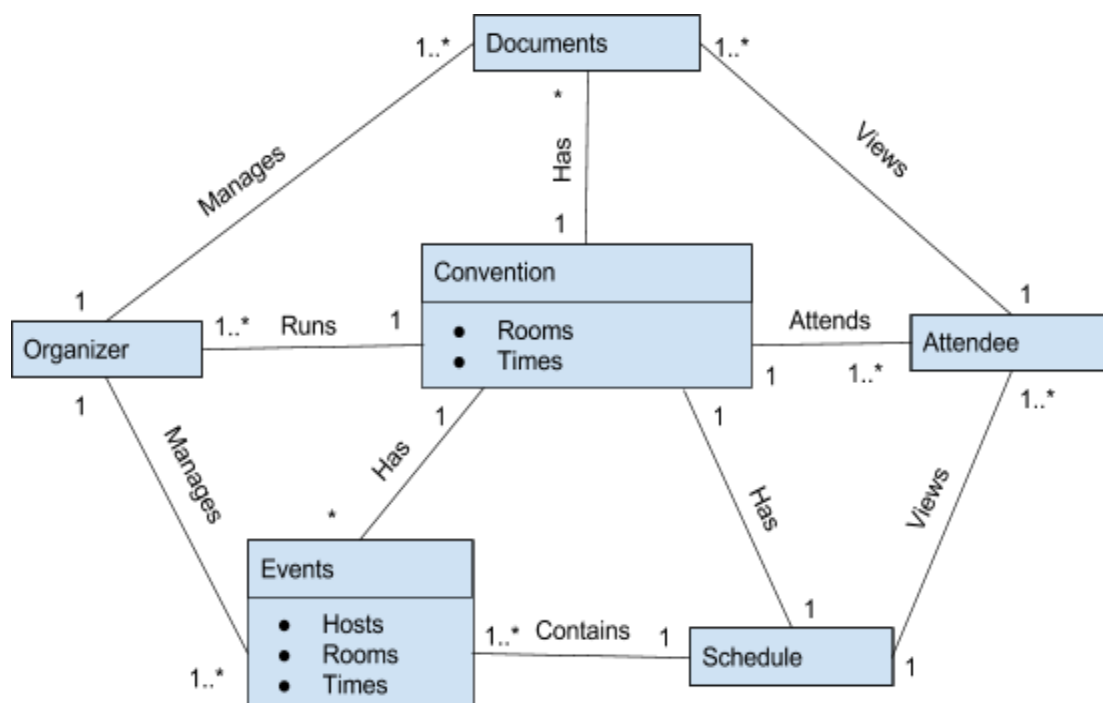 1..*
Documents
1..*
*
Manages
Has
Views
1
Convention
1
1
1..*
Runs
1
Rooms
Attends
Organizer
Times
Attendee
1
1..*
1
1
1
1..*
Manages
Has
Has
Views
*
Events
1
Hosts
1..*
Contains
1
Rooms
Schedule
1
1..*
Times